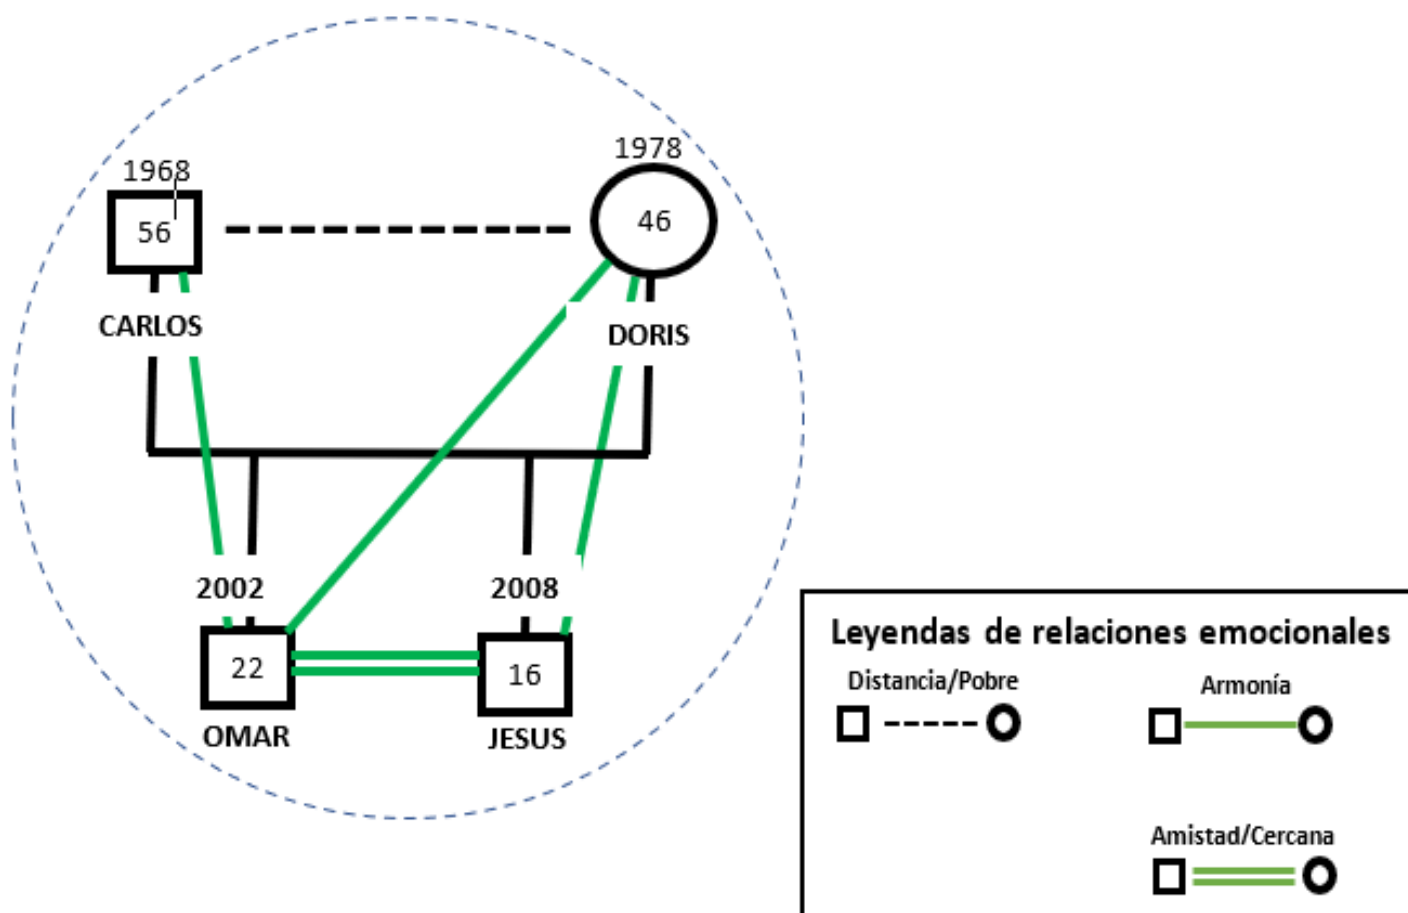 1978
1968
56
46
CARLOS
DORIS
2002
2008
22
16
OMAR
JESUS
Leyendas de relaciones emocionales
Distancia/Pobre
Armonía
Amistad/Cercana